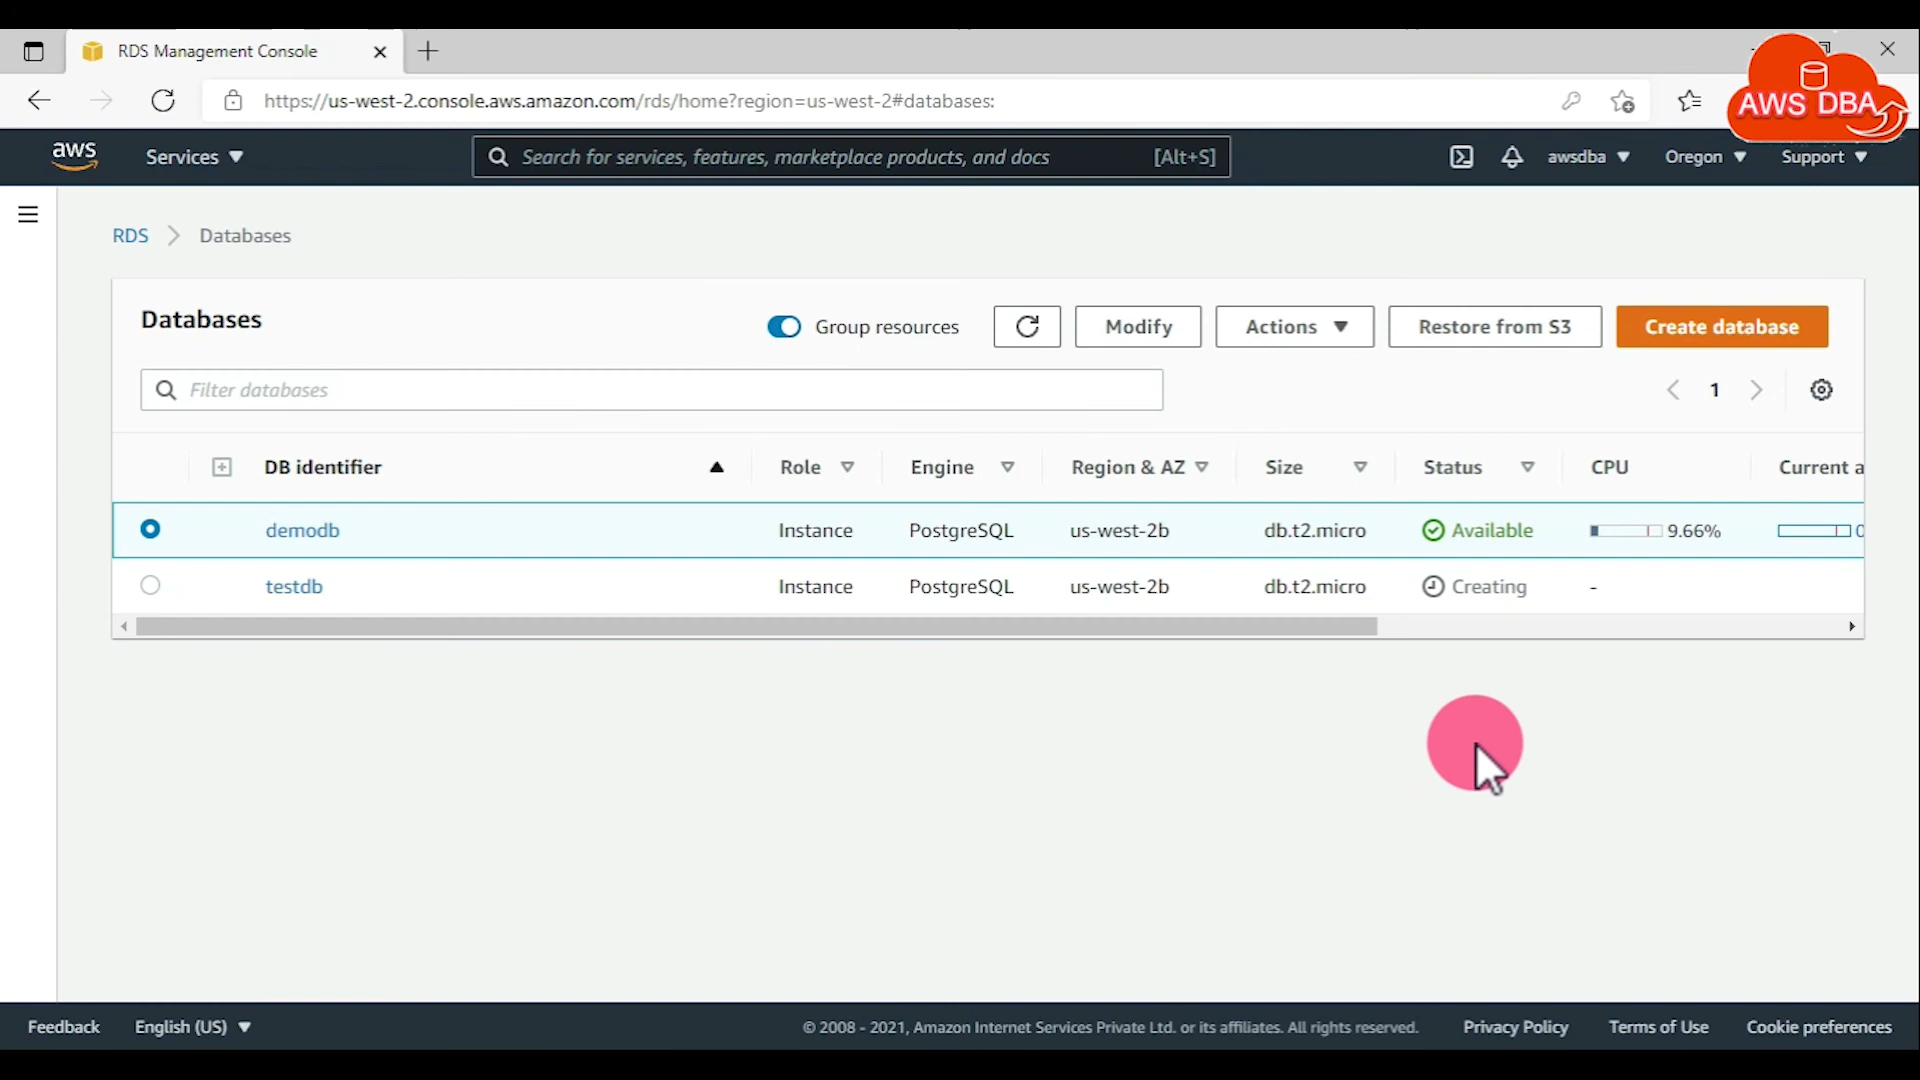 RDS Management Console
https://us-west-2.console.aws.amazon.com/rds/home?region=us-west-2#databases:
AWS DBA
aws Services Search for services, features, marketplace products, and docs [Alt+S] awsdba Oregon Support
RDS Databases
Databases Group resources Modify Actions Restore from S3 Create database
Filter databases 1
DB identifier Role Engine Region & AZ Size Status CPU Current a
demodb Instance PostgreSQL us-west-2b db.t2.micro Available 9.66% 0
testdb Instance PostgreSQL us-west-2b db.t2.micro Creating -
Feedback English (US) © 2008 - 2021, Amazon Internet Services Private Ltd. or its affiliates. All rights reserved. Privacy Policy Terms of Use Cookie preferences